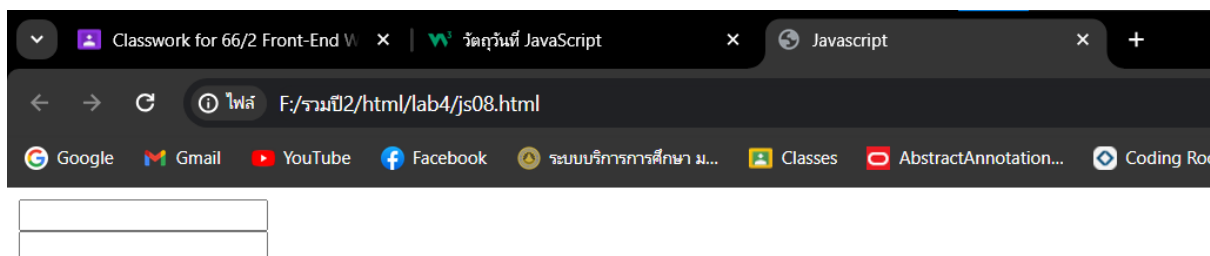 Classwork for 66/2 Front-End W วัตถุวันที่ JavaScript Javascript
ไฟล์ F:/รวมปี2/html/lab4/js08.html
Google Gmail YouTube Facebook ระบบบริการการศึกษา ม... Classes AbstractAnnotation... Coding Roo